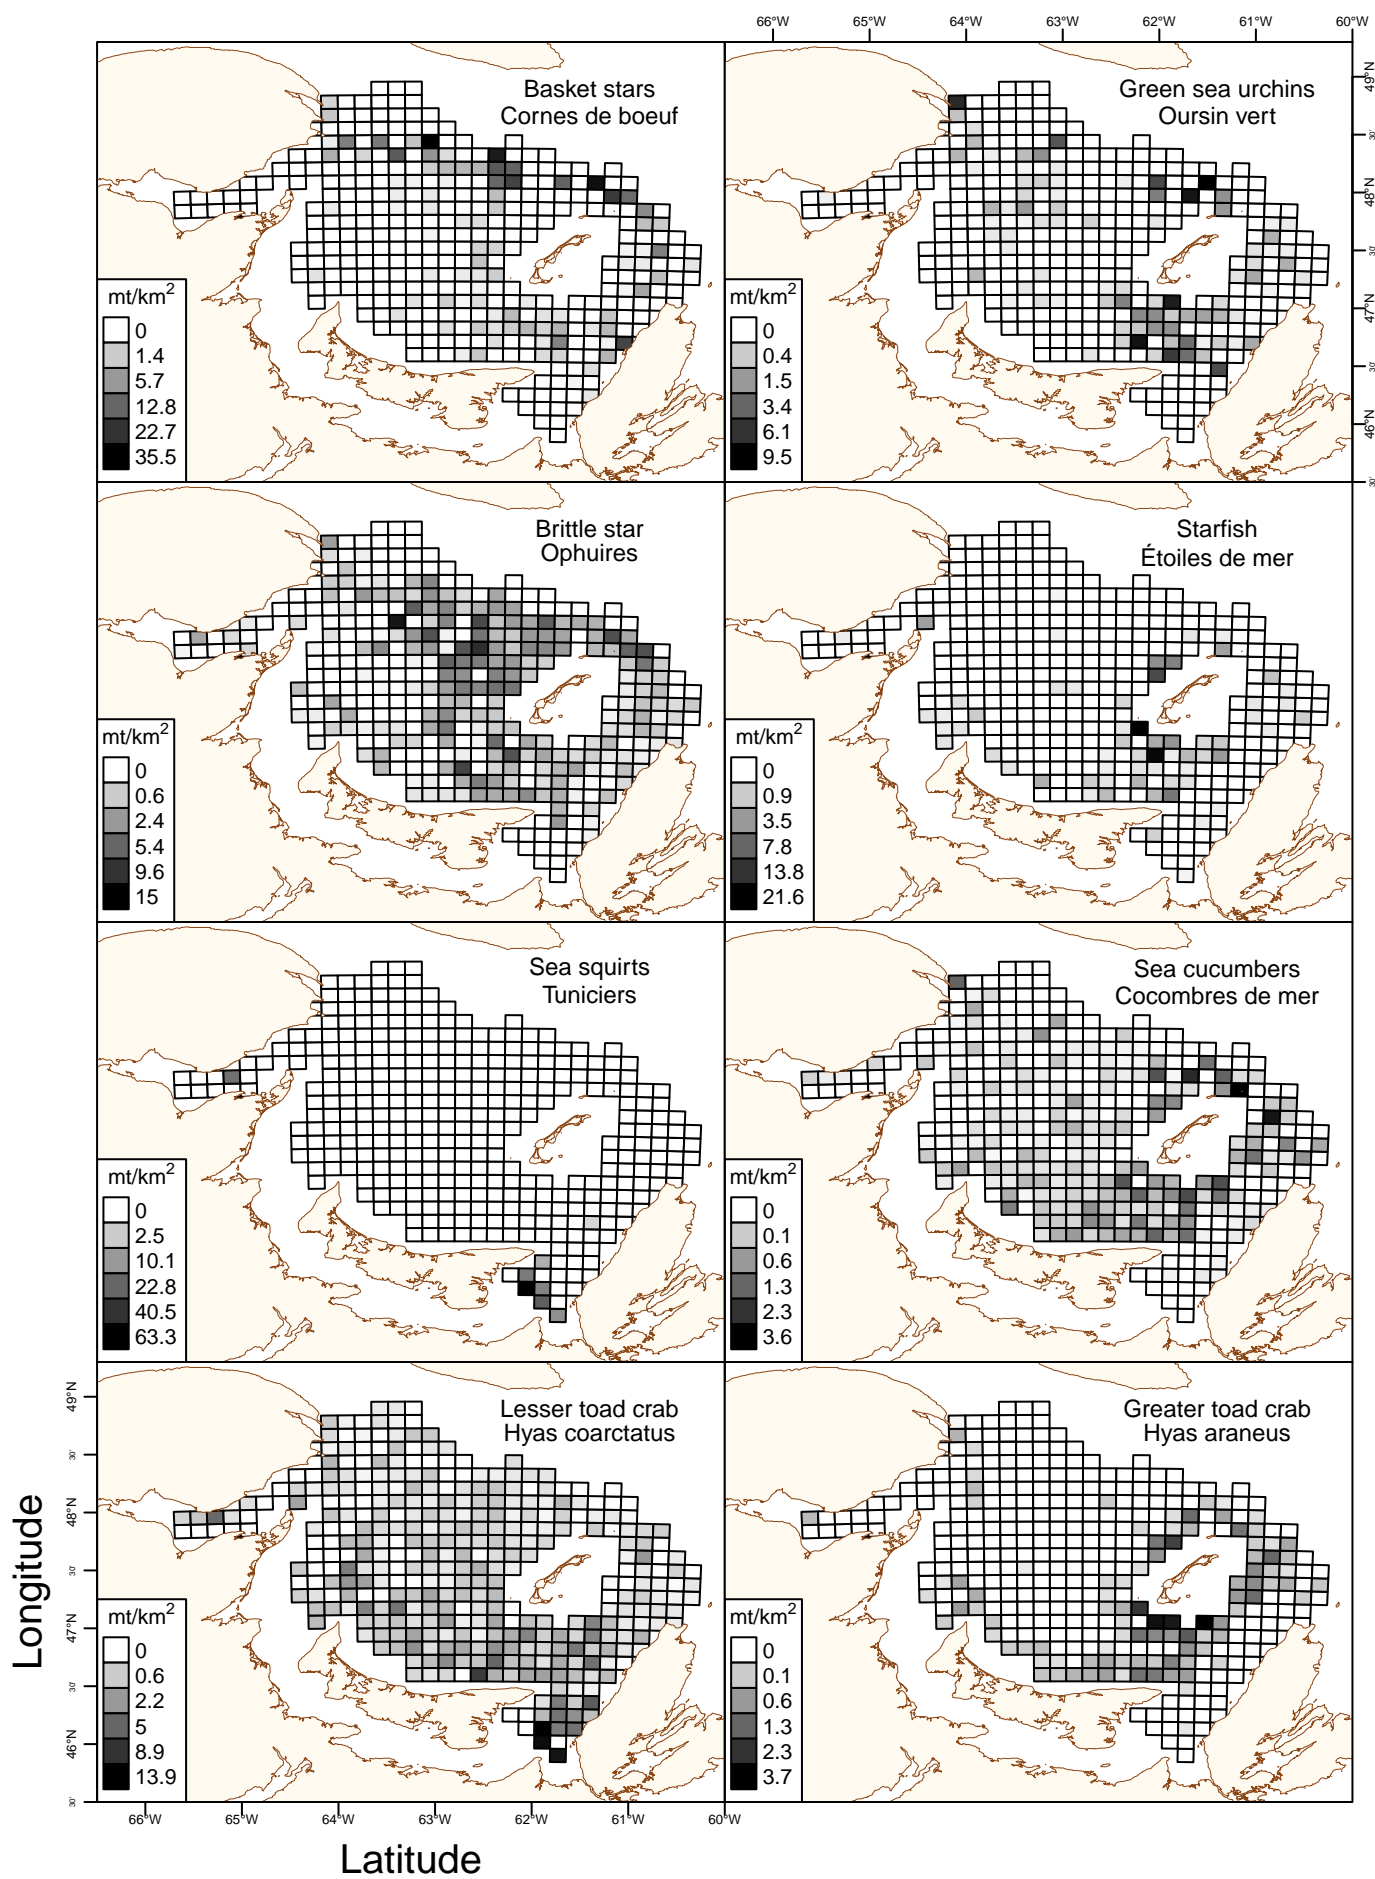 66°W 64°W 63°W 62°W 61°W 60°W
Basket stars
Cornes de boeuf
mt/km2
0
1.4
5.7
12.8
22.7
35.5
Green sea urchins
Oursin vert
mt/km2
0
0.4
1.5
3.4
6.1
9.5
49°N
30'
48°N
30'
47°N
30'
46°N
30'
Brittle star
Ophuires
mt/km2
0
0.6
2.4
5.4
9.6
15
Starfish
Étoiles de mer
mt/km2
0
0.9
3.5
7.8
13.8
21.6
Sea squirts
Tuniciers
mt/km2
0
2.5
10.1
22.8
40.5
63.3
Sea cucumbers
Cocombres de mer
mt/km2
0
0.1
0.6
1.3
2.3
3.6
Lesser toad crab
Hyas coarctatus
mt/km2
0
0.6
2.2
5
8.9
13.9
Greater toad crab
Hyas araneus
mt/km2
0
0.1
0.6
1.3
2.3
3.7
49°N
30'
48°N
30'
47°N
30'
46°N
30'
Longitude
66°W 65°W 64°W 63°W 62°W 61°W 60°W
Latitude